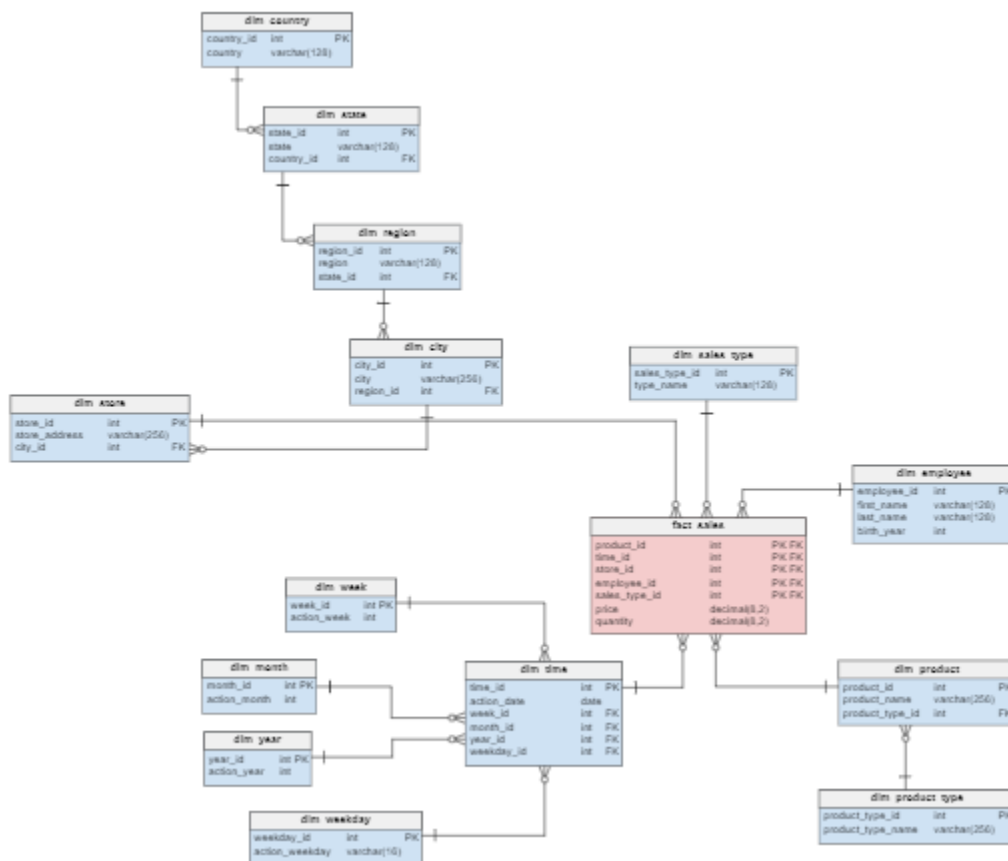 dim country
country_id int PK
country varchar(128)
dim state
state_id int PK
state varchar(128)
country_id int FK
dim region
region_id int PK
region varchar(128)
state_id int FK
dim city
city_id int PK
city varchar(256)
region_id int FK
dim sales type
sales_type_id int PK
type_name varchar(128)
dim store
store_id int PK
store_address varchar(256)
city_id int FK
dim employee
employee_id int PK
first_name varchar(128)
last_name varchar(128)
birth_year int
fact sales
product_id int PK FK
time_id int PK FK
store_id int PK FK
employee_id int PK FK
sales_type_id int PK FK
price decimal(8,2)
quantity decimal(8,2)
dim week
week_id int PK
action_week int
dim month
month_id int PK
action_month int
dim time
time_id int PK
action_date date
week_id int FK
month_id int FK
year_id int FK
weekday_id int FK
dim product
product_id int PK
product_name varchar(256)
product_type_id int FK
dim year
year_id int PK
action_year int
dim product type
product_type_id int PK
product_type_name varchar(256)
dim weekday
weekday_id int PK
action_weekday varchar(16)